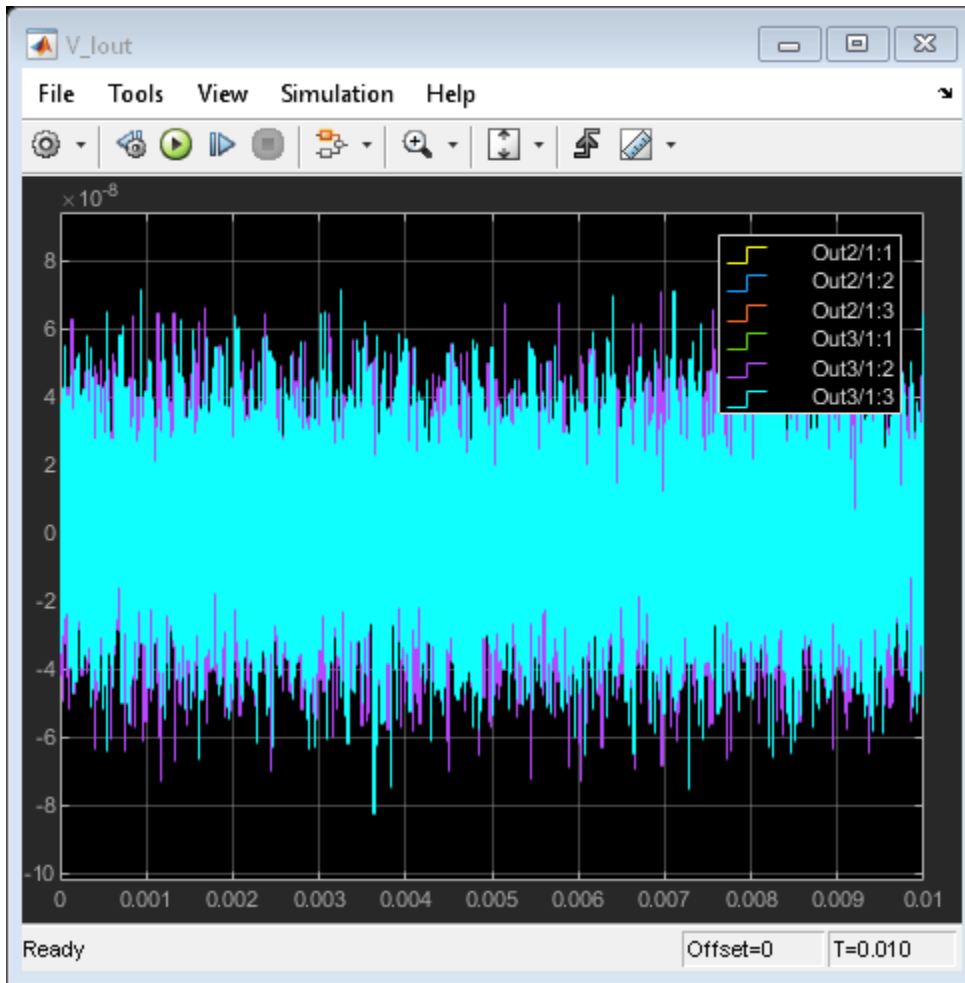 V_Iout
File Tools View Simulation Help
×10-8
8
6
4
2
0
-2
-4
-6
-8
-10
Out2/1:1
Out2/1:2
Out2/1:3
Out3/1:1
Out3/1:2
Out3/1:3
0 0.001 0.002 0.003 0.004 0.005 0.006 0.007 0.008 0.009 0.01
Ready Offset=0 T=0.010